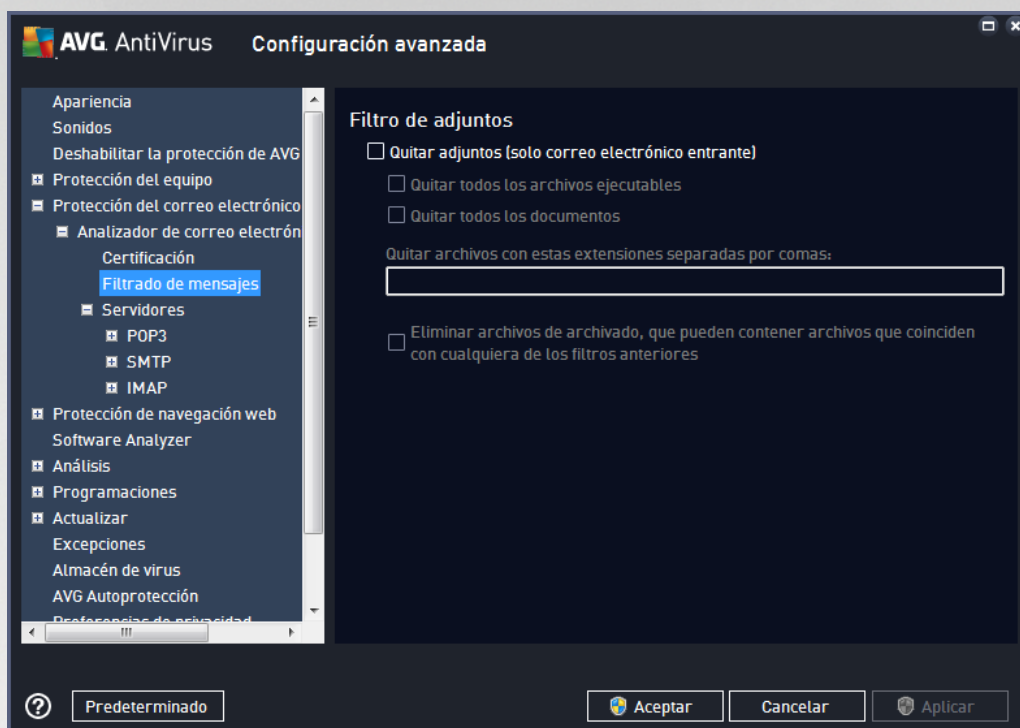 AVG. AntiVirus
Configuración avanzada
Apariencia
Sonidos
Deshabilitar la protección de AVG
Protección del equipo
Protección del correo electrónico
Analizador de correo electrón
Certificación
Filtrado de mensajes
Servidores
POP3
SMTP
IMAP
Protección de navegación web
Software Analyzer
Análisis
Programaciones
Actualizar
Excepciones
Almacén de virus
AVG Autoprotección
Preferencias de privacidad
Filtro de adjuntos
Quitar adjuntos (solo correo electrónico entrante)
Quitar todos los archivos ejecutables
Quitar todos los documentos
Quitar archivos con estas extensiones separadas por comas:
Eliminar archivos de archivado, que pueden contener archivos que coinciden
con cualquiera de los filtros anteriores
Predeterminado
Aceptar
Cancelar
Aplicar